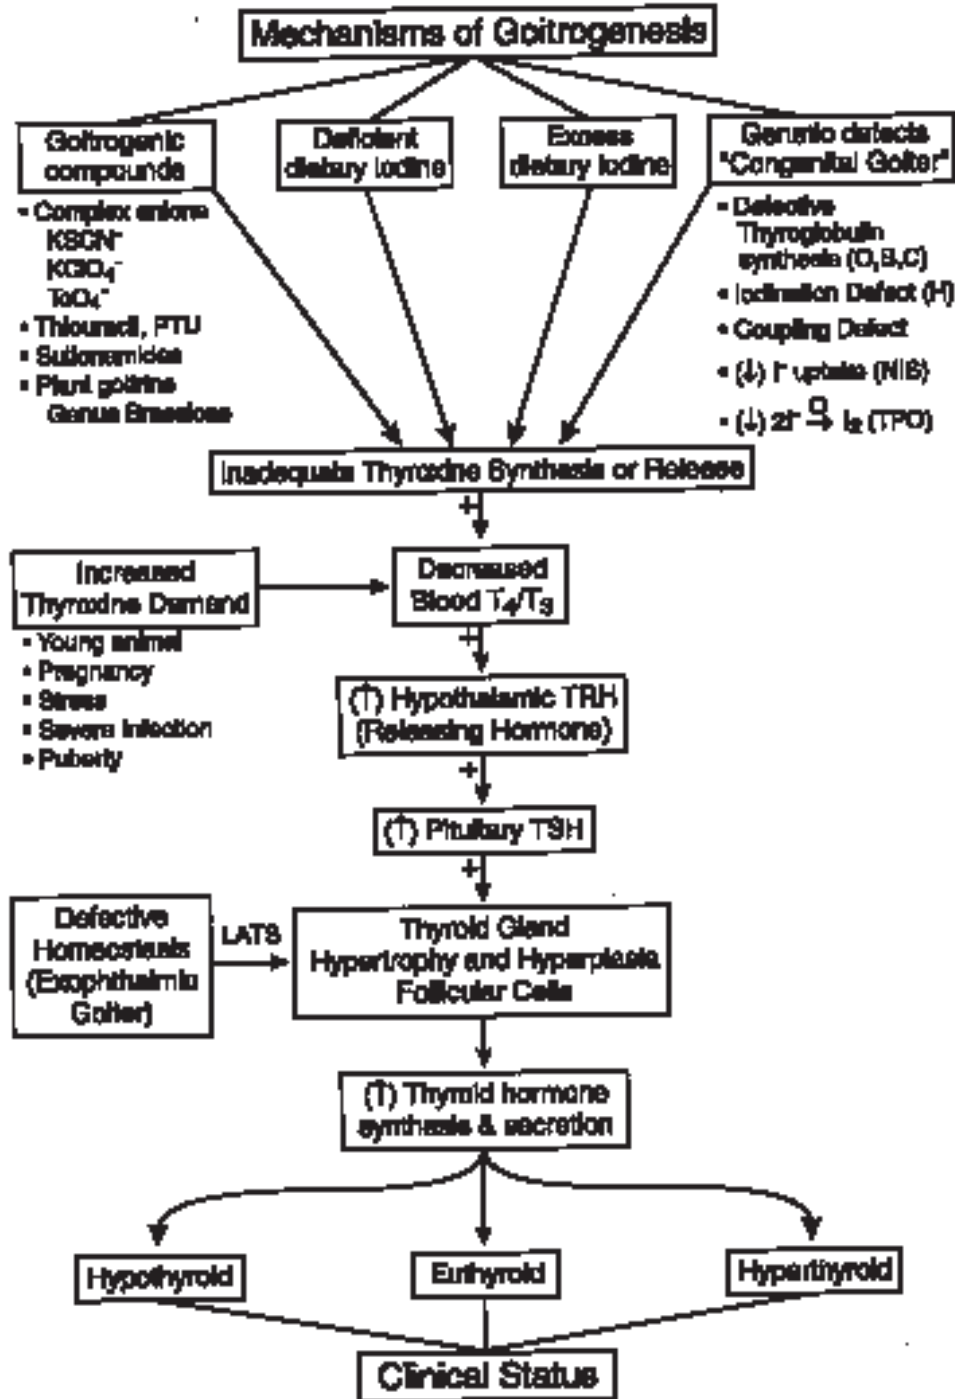 Mechanisms of Goitrogenesis
Goitrogenic
compounds
• Complex anions
KSCN⁻
KClO₄⁻
TcO₄⁻
• Thiouracil, PTU
• Sulfonamides
• Plant goitrins
Genus Brassicae
Deficient
dietary Iodine
Excess
dietary Iodine
Genetic defects
"Congenital Goiter"
• Defective
Thyroglobulin
synthesis (O,B,C)
• Iodination Defect (H)
• Coupling Defect
• (↓) I⁻ uptake (NIS)
• (↓) 2I⁻ → I₂ (TPO)
Inadequate Thyroxine Synthesis or Release
+
Increased
Thyroxine Demand
• Young animal
• Pregnancy
• Stress
• Severe infection
• Puberty
Decreased
Blood T₄/T₃
+
(↑) Hypothalamic TRH
(Releasing Hormone)
+
(↑) Pituitary TSH
+
Defective
Homeostasis
(Exophthalmic
Goiter)
LATS
Thyroid Gland
Hypertrophy and Hyperplasia
Follicular Cells
(↑) Thyroid hormone
synthesis & secretion
Hypothyroid
Euthyroid
Hyperthyroid
Clinical Status